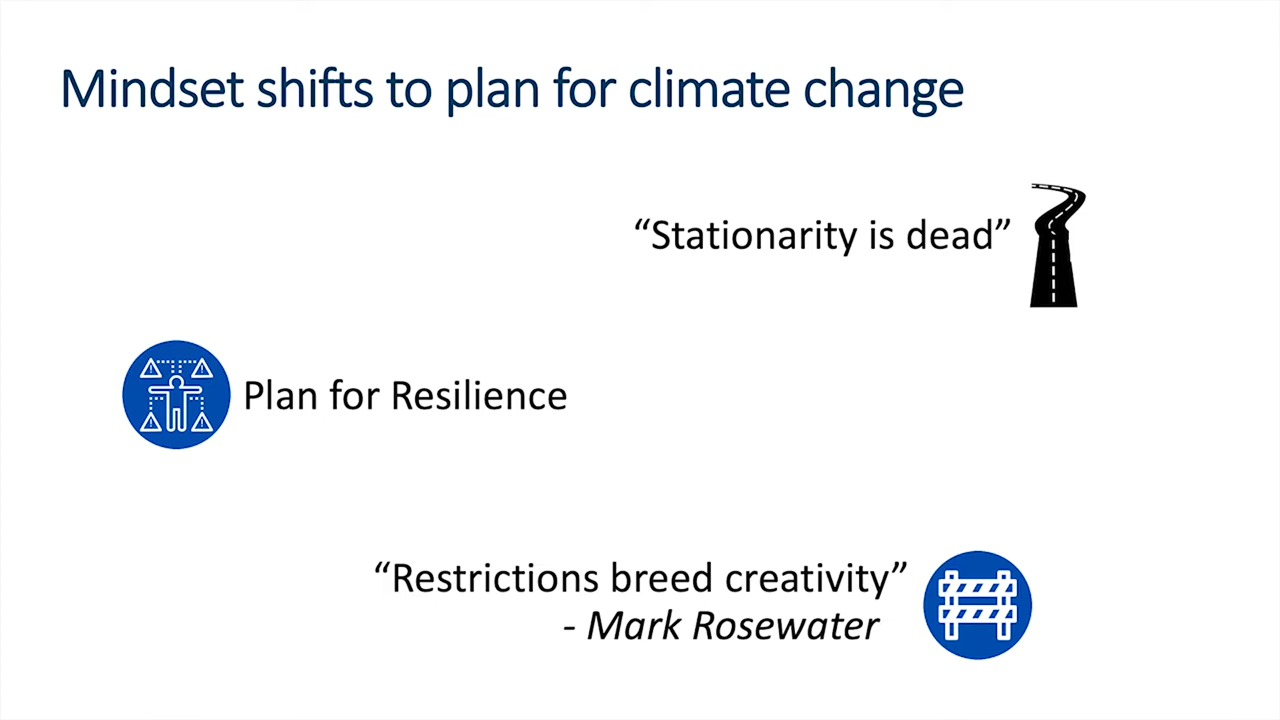 Mindset shifts to plan for climate change
“Stationarity is dead”
Plan for Resilience
“Restrictions breed creativity”
- Mark Rosewater